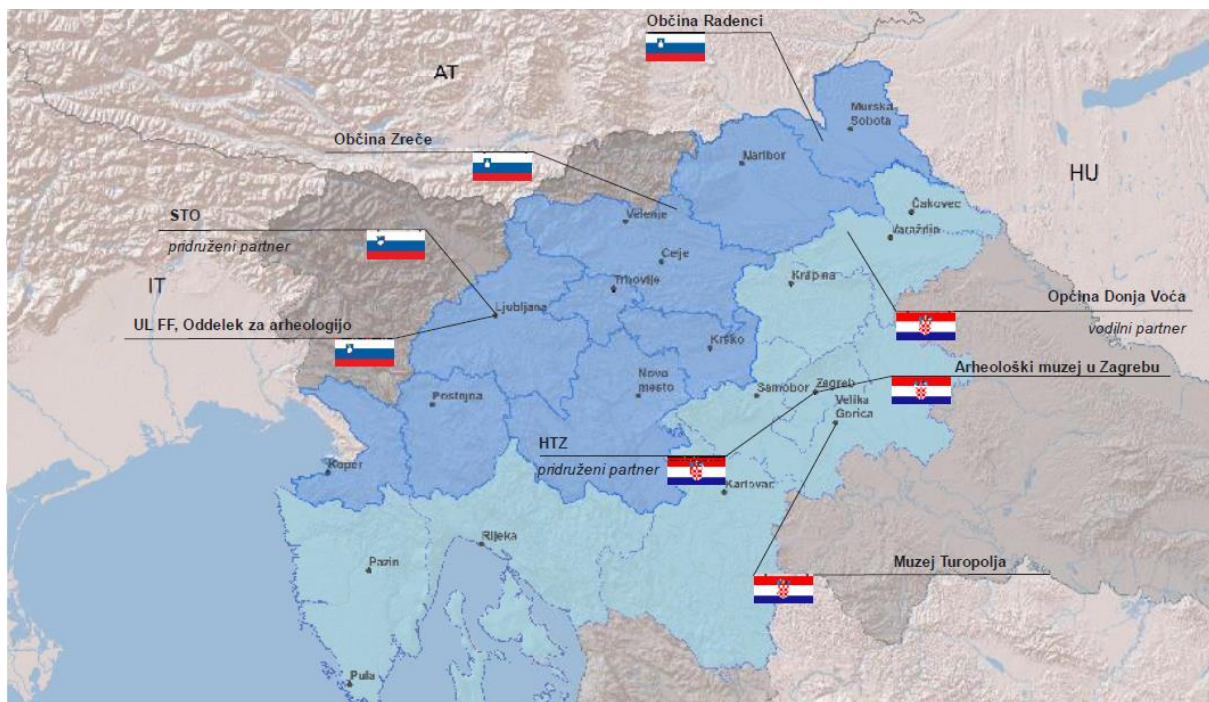 Občina Radenci
AT
Murska
Sobota
Občina Zreče
Maribor
HU
Čakovec
STO
Velenje
Varaždin
pridruženi partner
Celje
IT
Trbovlje
Krapina
Ljubljana
Općina Donja Voća
UL FF, Oddelek za arheologijo
vodilni partner
Krško
Arheološki muzej u Zagrebu
Novo
mesto
Samobor
Zagreb
Velika
Gorica
Postojna
HTZ
pridruženi partner
Koper
Karlovac
Rijeka
Muzej Turopolja
Pazin
Pula